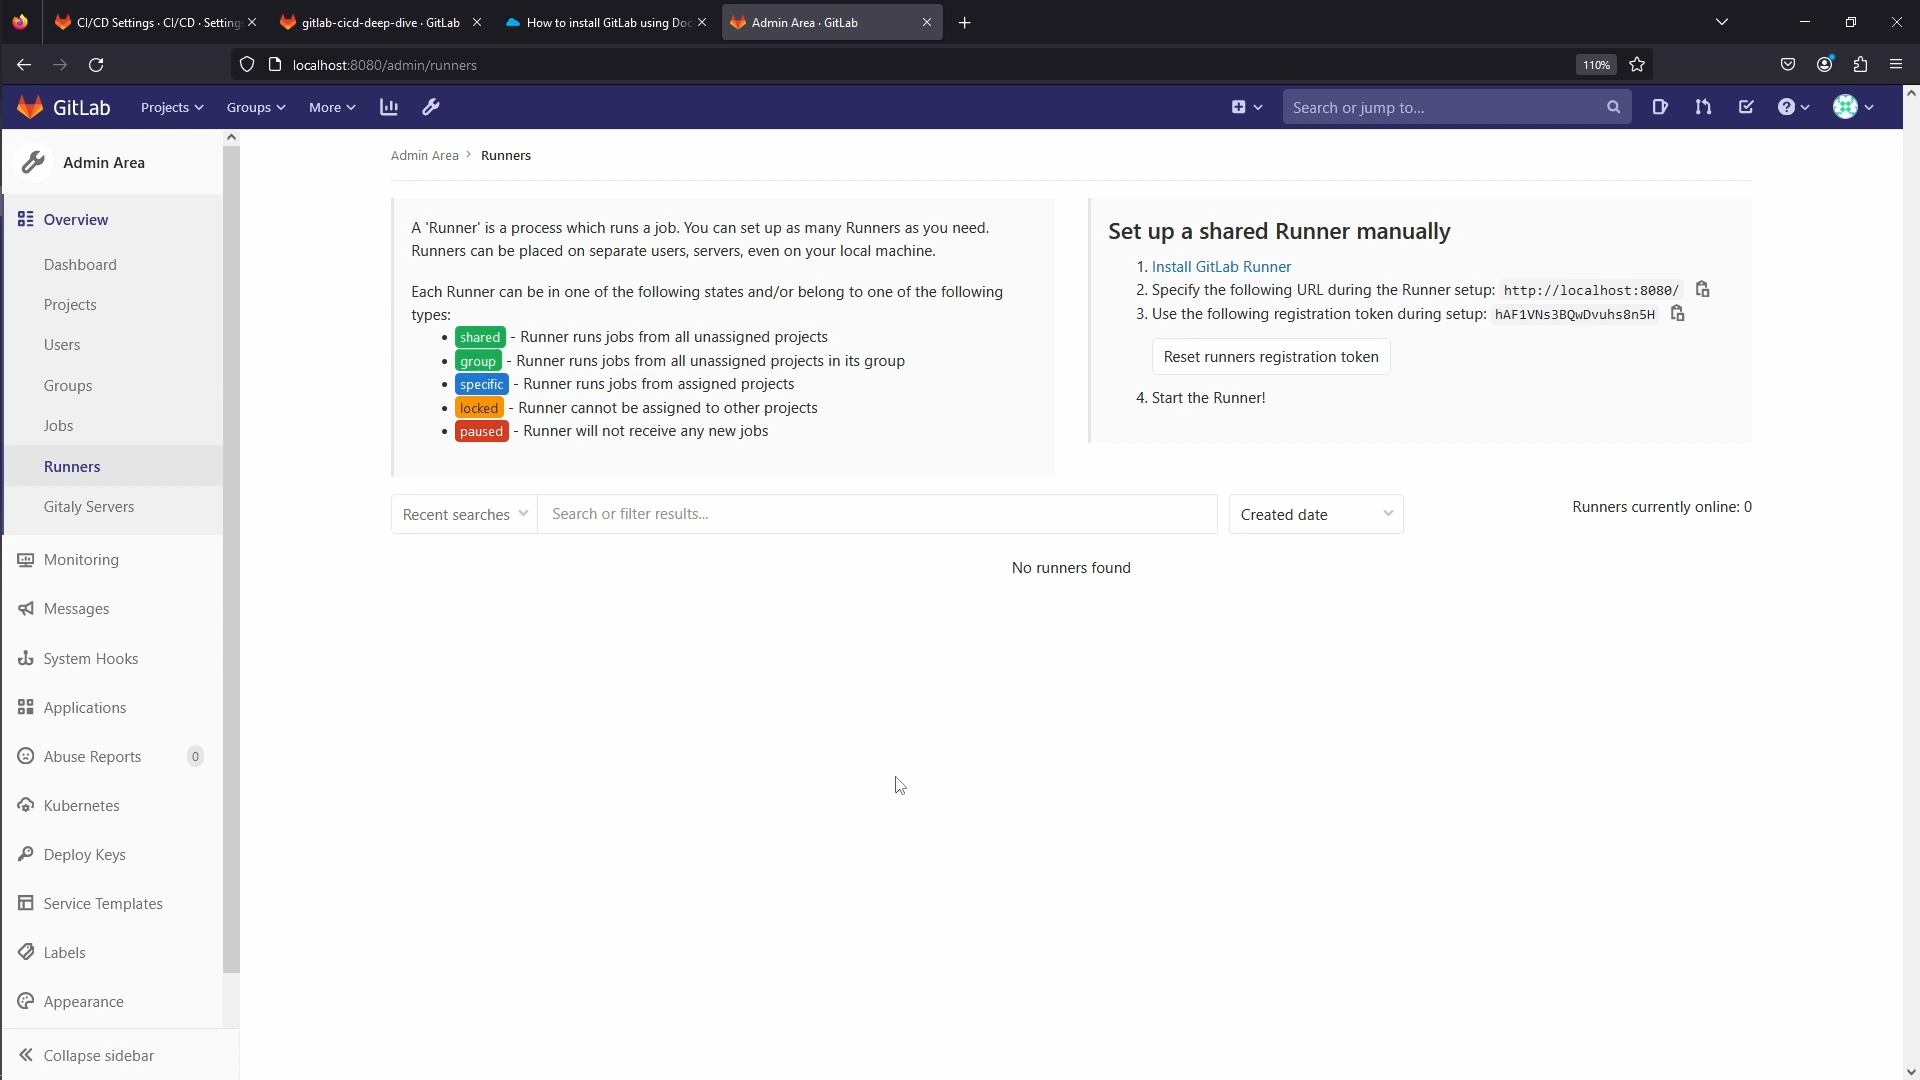 CI/CD Settings · CI/CD · Setting
gitlab-cicd-deep-dive · GitLab
How to install GitLab using Doc
Admin Area · GitLab
localhost:8080/admin/runners
110%
GitLab
Projects
Groups
More
Search or jump to...
Admin Area
Overview
Dashboard
Projects
Users
Groups
Jobs
Runners
Gitaly Servers
Monitoring
Messages
System Hooks
Applications
Abuse Reports 0
Kubernetes
Deploy Keys
Service Templates
Labels
Appearance
Collapse sidebar
Admin Area > Runners
A 'Runner' is a process which runs a job. You can set up as many Runners as you need.
Runners can be placed on separate users, servers, even on your local machine.
Each Runner can be in one of the following states and/or belong to one of the following
types:
• shared - Runner runs jobs from all unassigned projects
• group - Runner runs jobs from all unassigned projects in its group
• specific - Runner runs jobs from assigned projects
• locked - Runner cannot be assigned to other projects
• paused - Runner will not receive any new jobs
Set up a shared Runner manually
1. Install GitLab Runner
2. Specify the following URL during the Runner setup: http://localhost:8080/
3. Use the following registration token during setup: hAF1VNs3BQwDvuhs8n5H
Reset runners registration token
4. Start the Runner!
Recent searches
Search or filter results...
Created date
Runners currently online: 0
No runners found